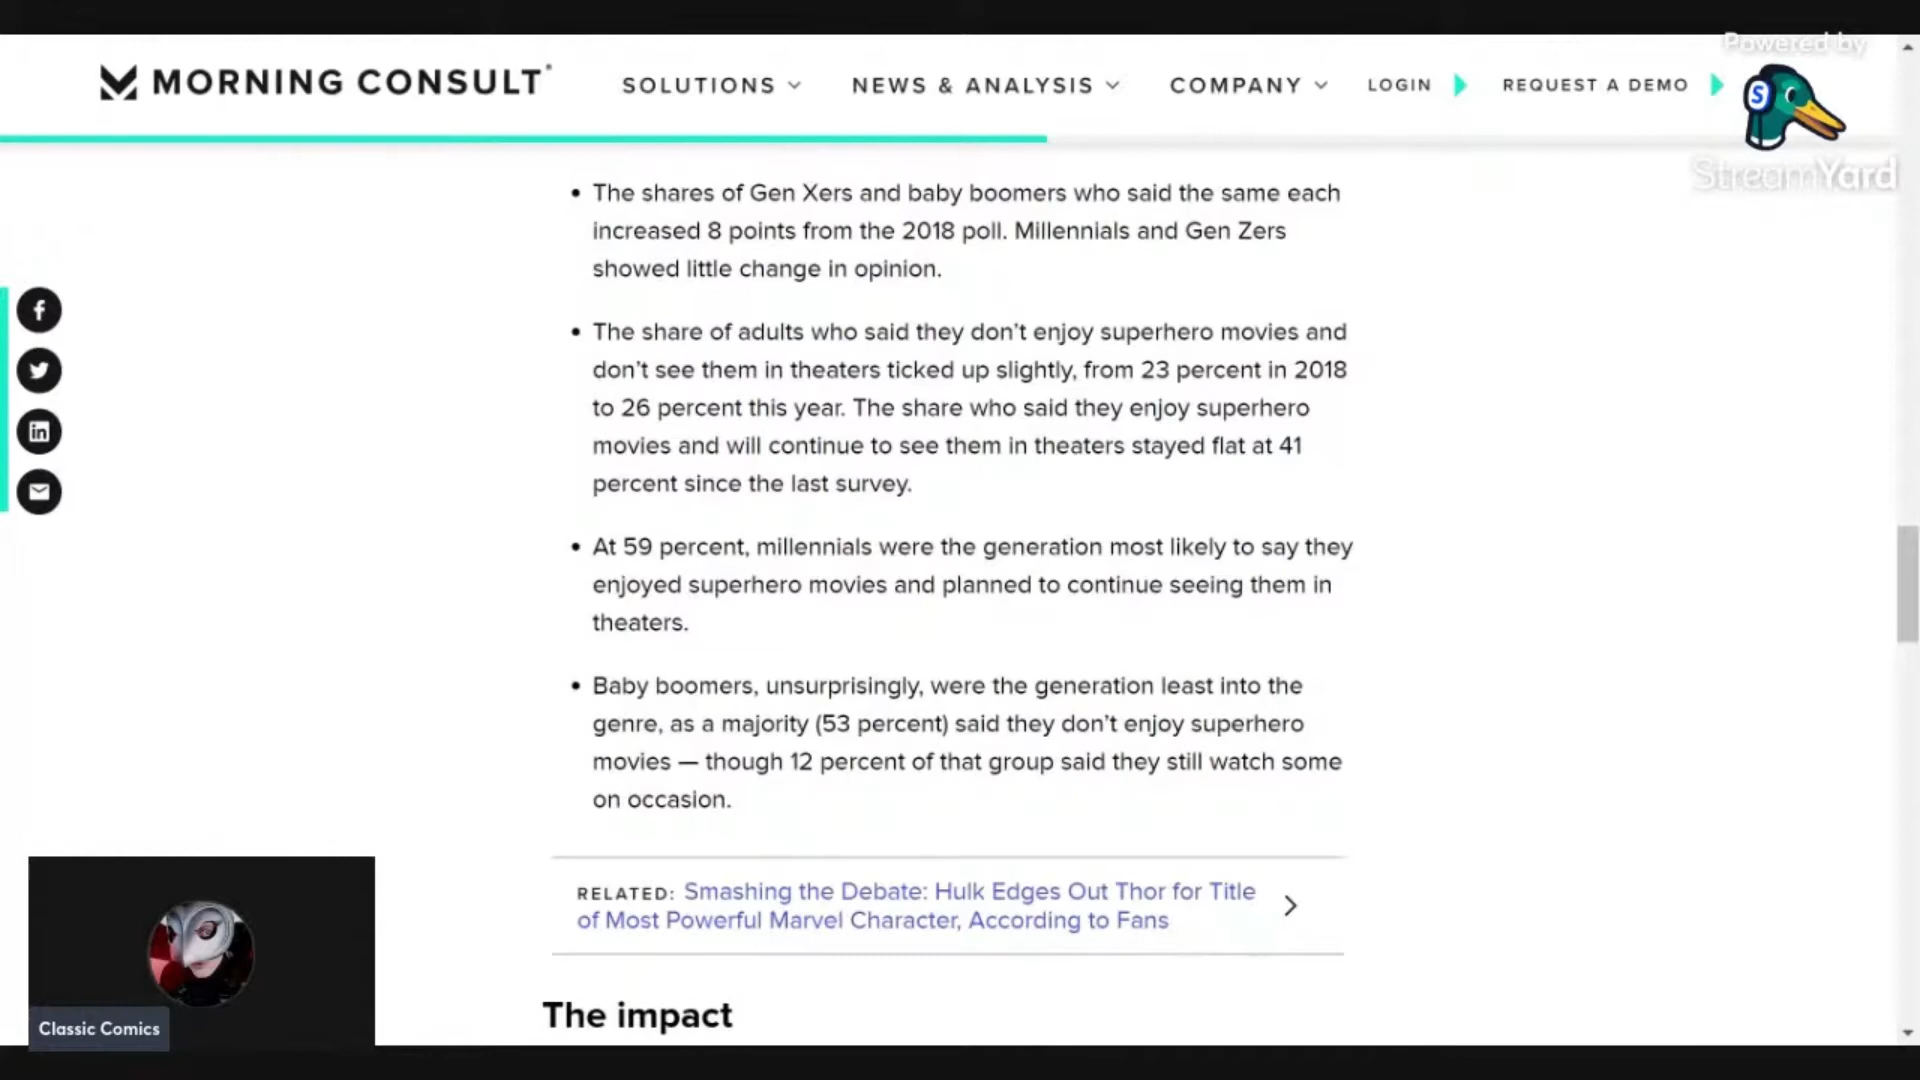 Powered by
MORNING CONSULT
SOLUTIONS
NEWS & ANALYSIS
COMPANY
LOGIN
REQUEST A DEMO
StreamYard
• The shares of Gen Xers and baby boomers who said the same each
increased 8 points from the 2018 poll. Millennials and Gen Zers
showed little change in opinion.
• The share of adults who said they don’t enjoy superhero movies and
don’t see them in theaters ticked up slightly, from 23 percent in 2018
to 26 percent this year. The share who said they enjoy superhero
movies and will continue to see them in theaters stayed flat at 41
percent since the last survey.
• At 59 percent, millennials were the generation most likely to say they
enjoyed superhero movies and planned to continue seeing them in
theaters.
• Baby boomers, unsurprisingly, were the generation least into the
genre, as a majority (53 percent) said they don’t enjoy superhero
movies — though 12 percent of that group said they still watch some
on occasion.
RELATED: Smashing the Debate: Hulk Edges Out Thor for Title
of Most Powerful Marvel Character, According to Fans
The impact
Classic Comics